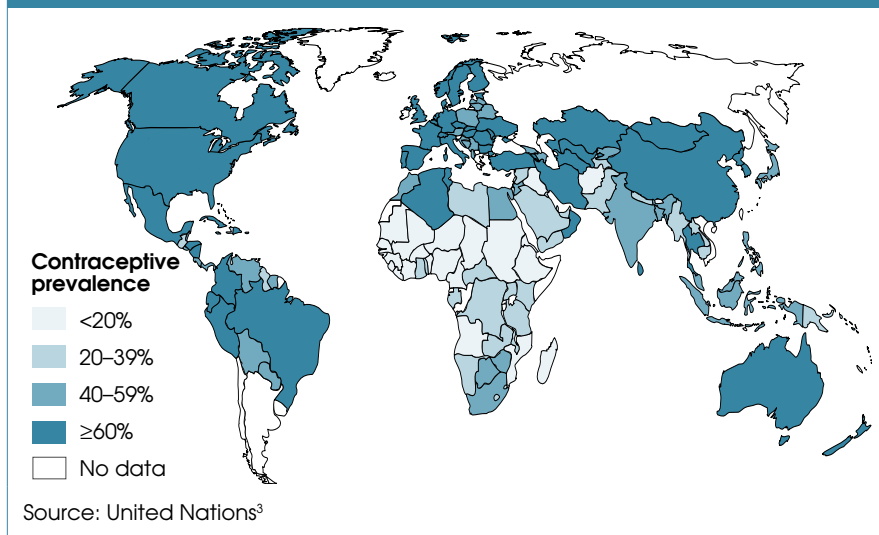 Contraceptive
prevalence
<20%
20–39%
40–59%
≥60%
No data
Source: United Nations³